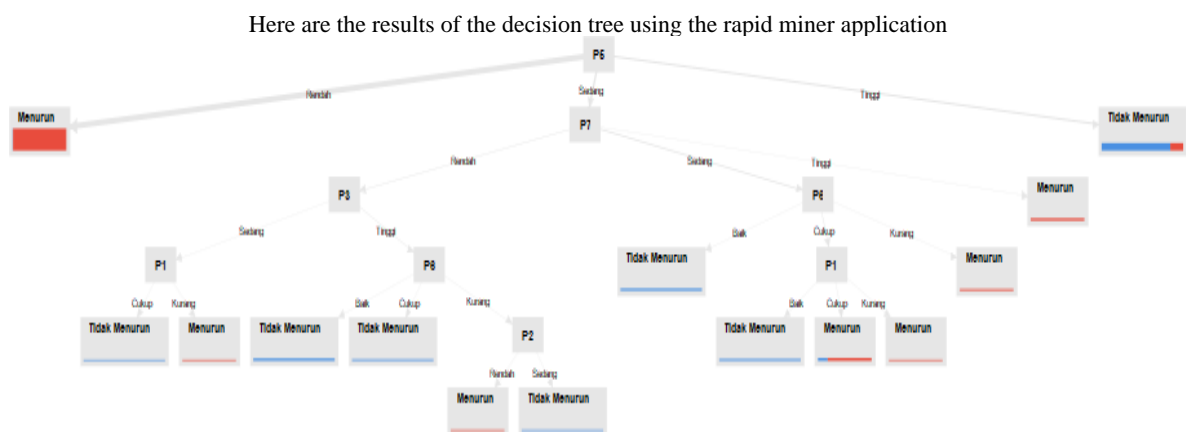 Here are the results of the decision tree using the rapid miner application
P5
Rendah
Sedang
Tinggi
Menurun
P7
Tidak Menurun
Rendah
Sedang
Tinggi
P3
P6
Menurun
Sedang
Tinggi
Baik
Cukup
Kurang
P1
P6
Tidak Menurun
P1
Menurun
Cukup
Kurang
Baik
Cukup
Kurang
Baik
Cukup
Kurang
Tidak Menurun
Menurun
Tidak Menurun
Tidak Menurun
P2
Tidak Menurun
Menurun
Menurun
Rendah
Sedang
Menurun
Tidak Menurun